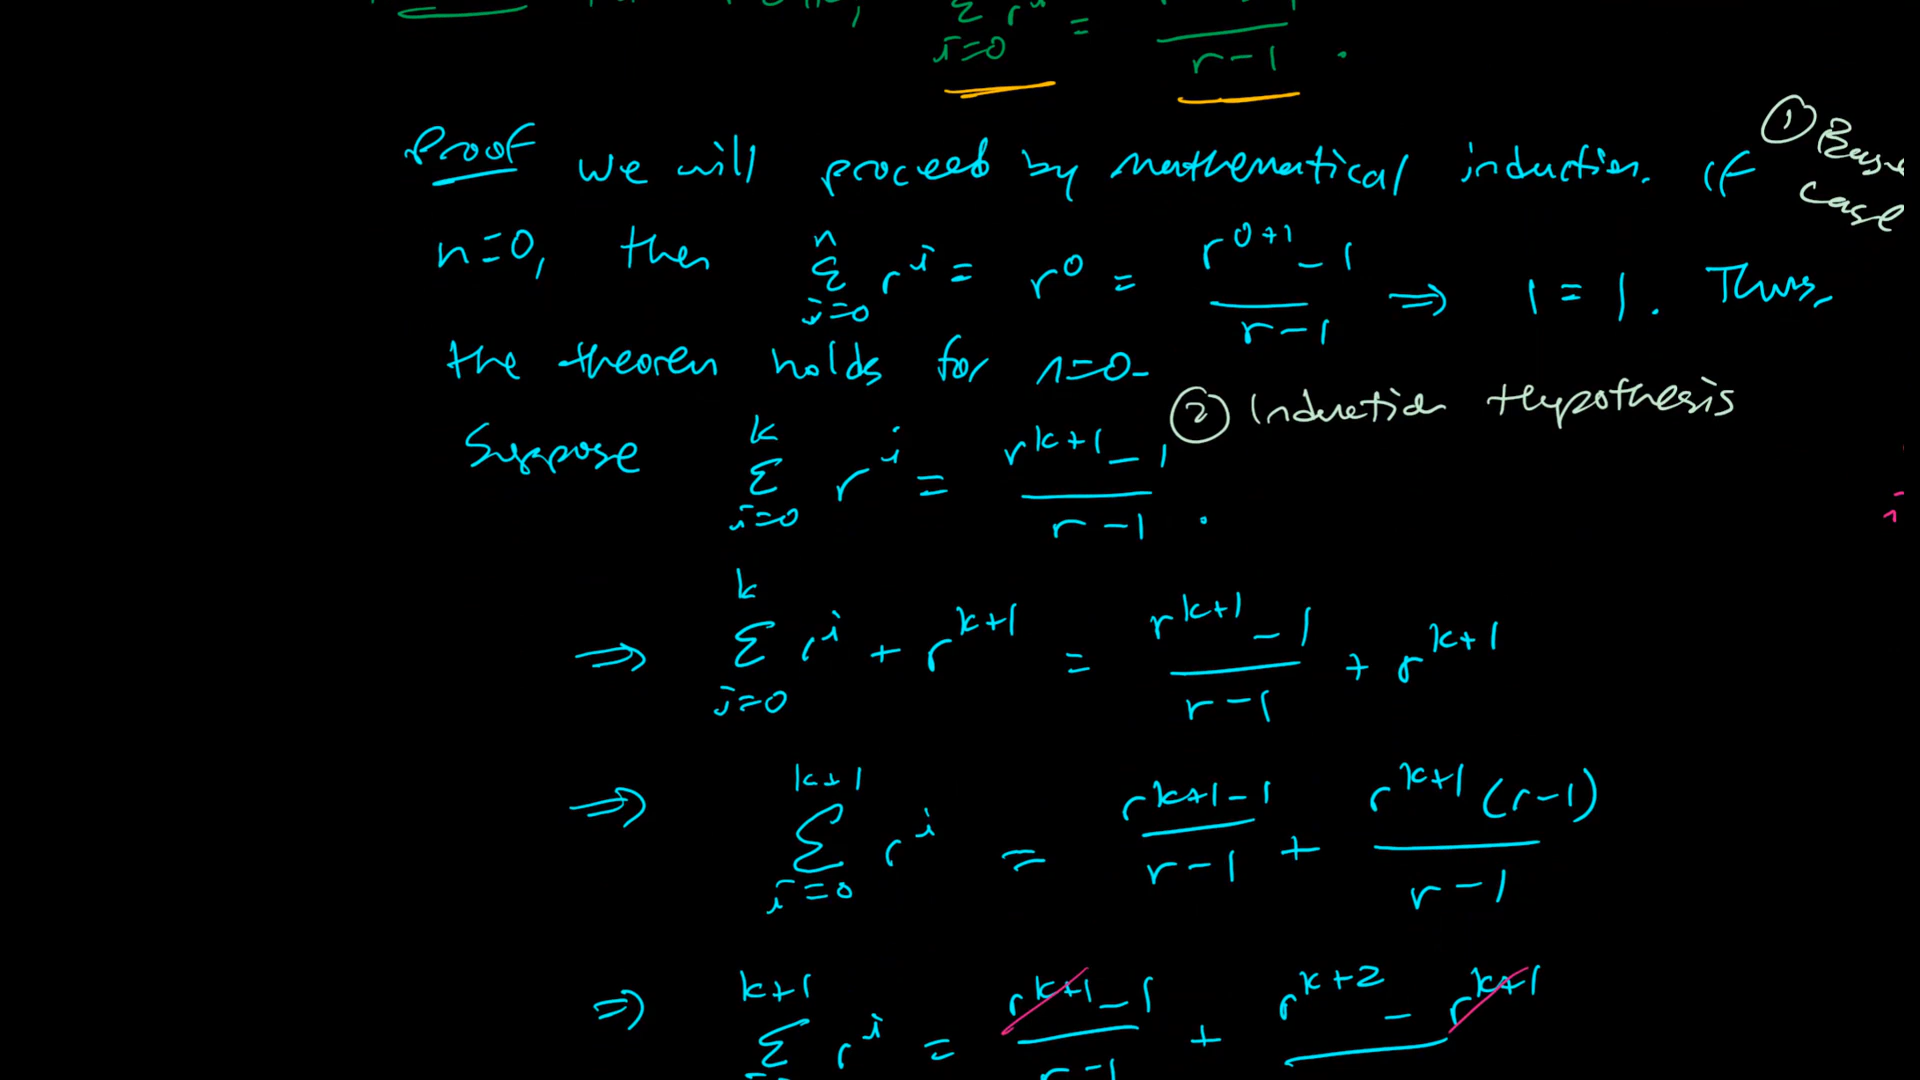 Σ i=0 r^i = r-1 .
Proof We will proceed by mathematical induction. If ① Base case
n=0, then Σ_{i=0}^{n} r^i = r^0 = (r^{0+1} - 1)/(r-1) ⇒ 1 = 1. Thus,
the theorem holds for n=0.
② Induction Hypothesis
Suppose Σ_{i=0}^{k} r^i = (r^{k+1} - 1)/(r-1) .
⇒ Σ_{i=0}^{k} r^i + r^{k+1} = (r^{k+1} - 1)/(r-1) + r^{k+1}
⇒ Σ_{i=0}^{k+1} r^i = (r^{k+1} - 1)/(r-1) + (r^{k+1}(r-1))/(r-1)
⇒ Σ^{k+1} r^i = (r^{k+1} - 1)/(r-1) + r^{k+2} - r^{k+1}